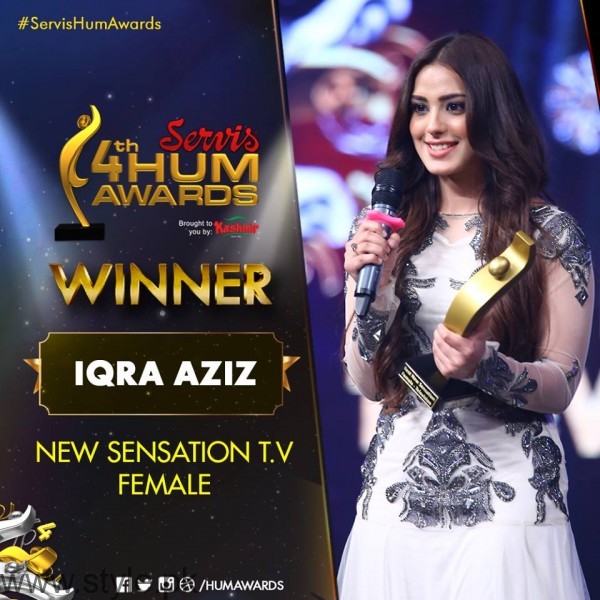 #ServisHumAwards
Servis
4th HUM
AWARDS
Brought to
you by: Kashmir
WINNER
IQRA AZIZ
NEW SENSATION T.V
FEMALE
/HUMAWARDS